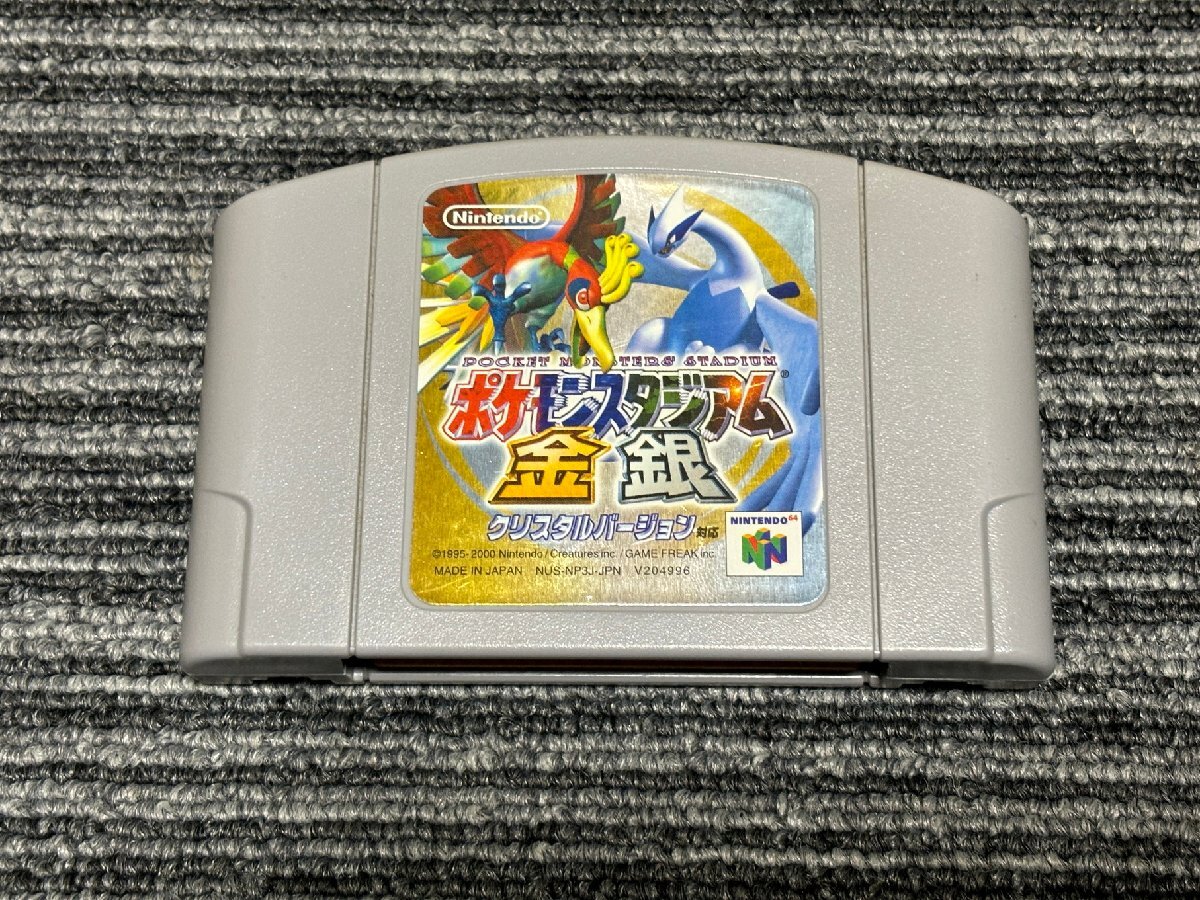 Nintendo®
POCKET MONSTERS STADIUM
ポケモンスタジアム®
金 銀
クリスタルバージョン対応
NINTENDO 64
©1995-2000 Nintendo/Creatures inc./GAME FREAK inc.
MADE IN JAPAN NUS-NP3J-JPN V204996